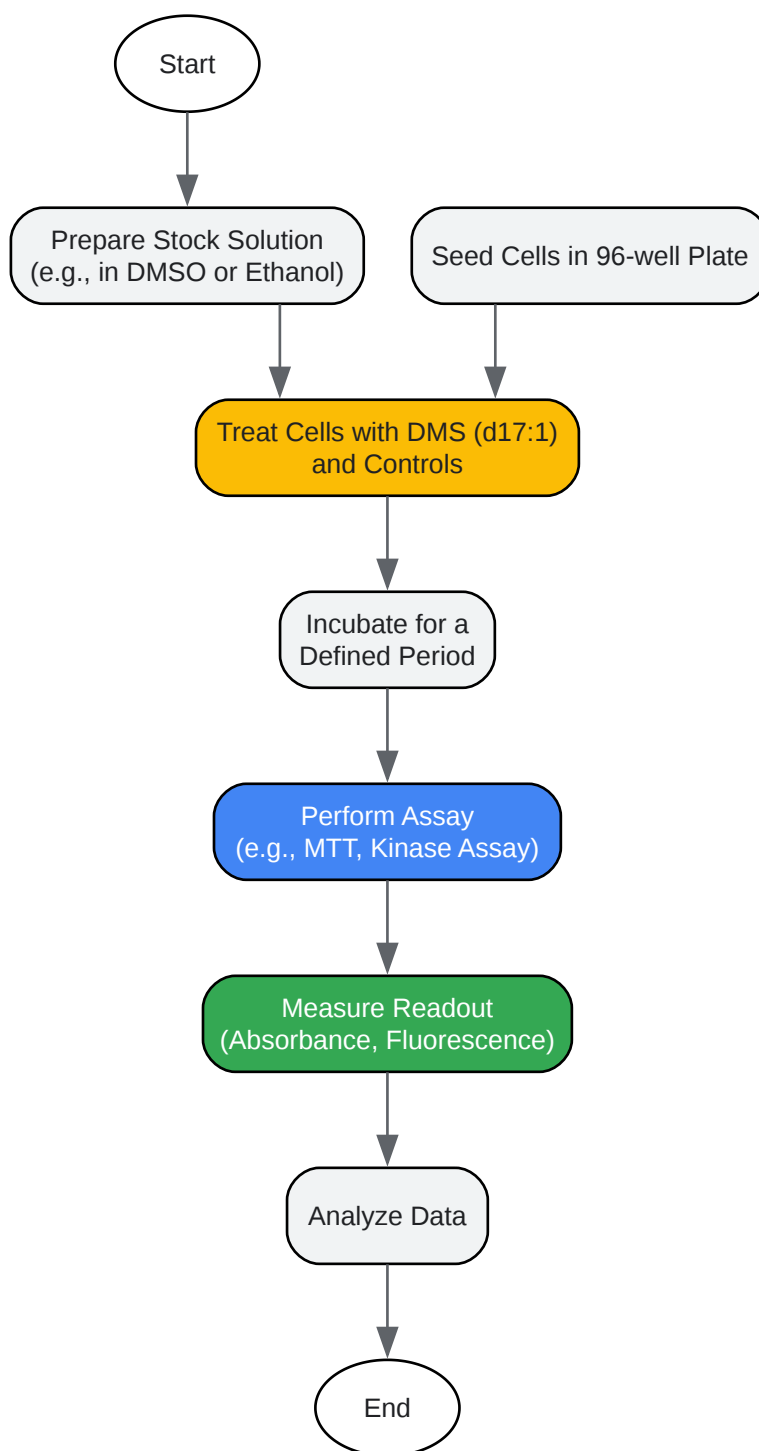 Start
Prepare Stock Solution
(e.g., in DMSO or Ethanol)
Seed Cells in 96-well Plate
Treat Cells with DMS (d17:1)
and Controls
Incubate for a
Defined Period
Perform Assay
(e.g., MTT, Kinase Assay)
Measure Readout
(Absorbance, Fluorescence)
Analyze Data
End